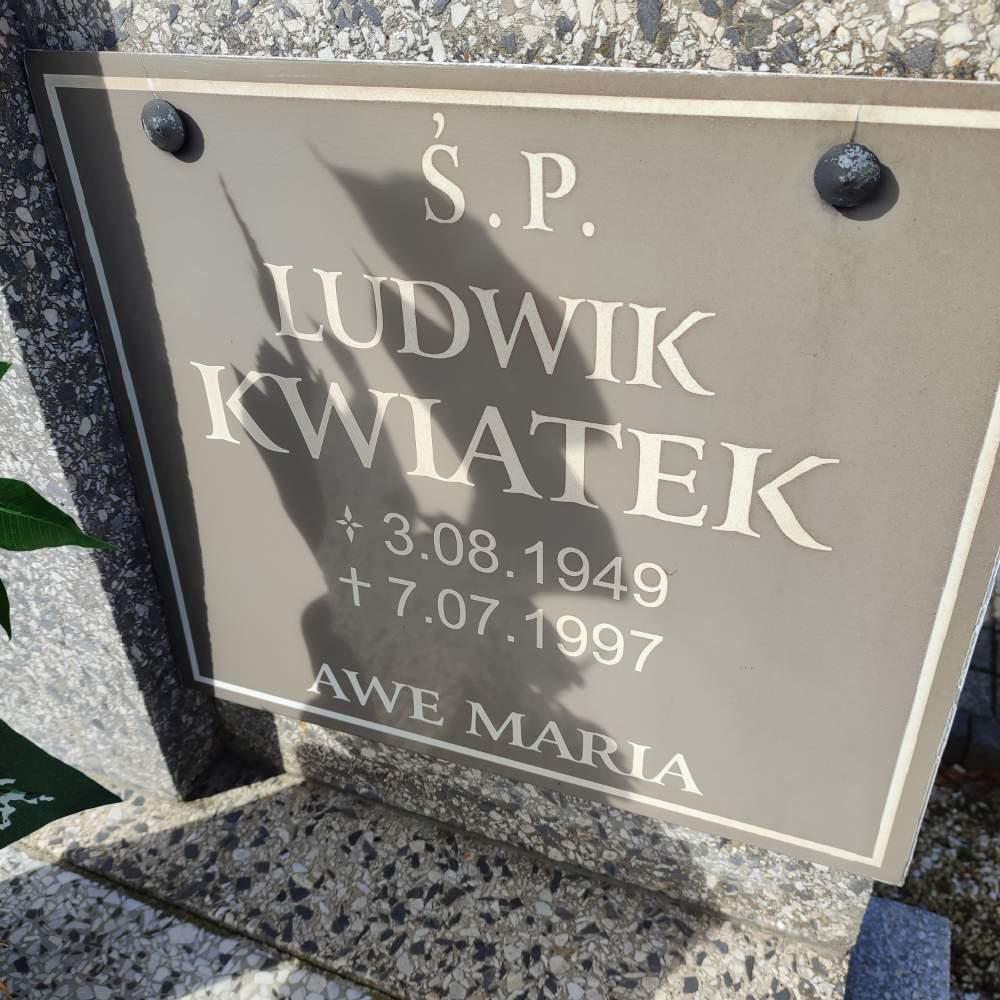 Ś.P.
LUDWIK
KWIATEK
✧ 3.08.1949
† 7.07.1997
AWE MARIA